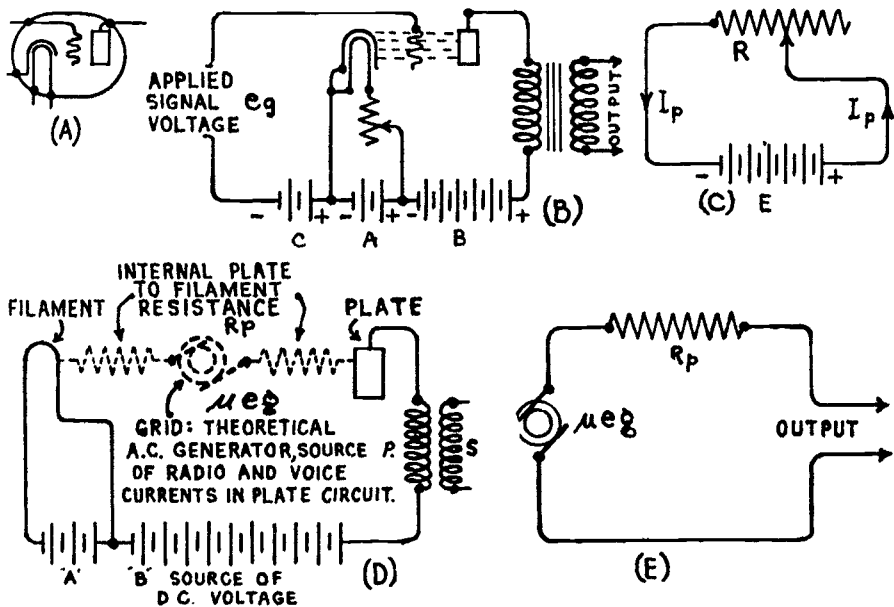 (A)
APPLIED
SIGNAL
VOLTAGE eg
- C + - A + - B +
OUTPUT
(B)
R
Ip Ip
- E +
(C)
INTERNAL PLATE
TO FILAMENT
RESISTANCE
Rp
FILAMENT
PLATE
μeg
GRID: THEORETICAL
A.C. GENERATOR, SOURCE
OF RADIO AND VOICE
CURRENTS IN PLATE CIRCUIT.
P. S
'A' 'B' SOURCE OF
D.C. VOLTAGE
(D)
Rp
μeg
OUTPUT
(E)